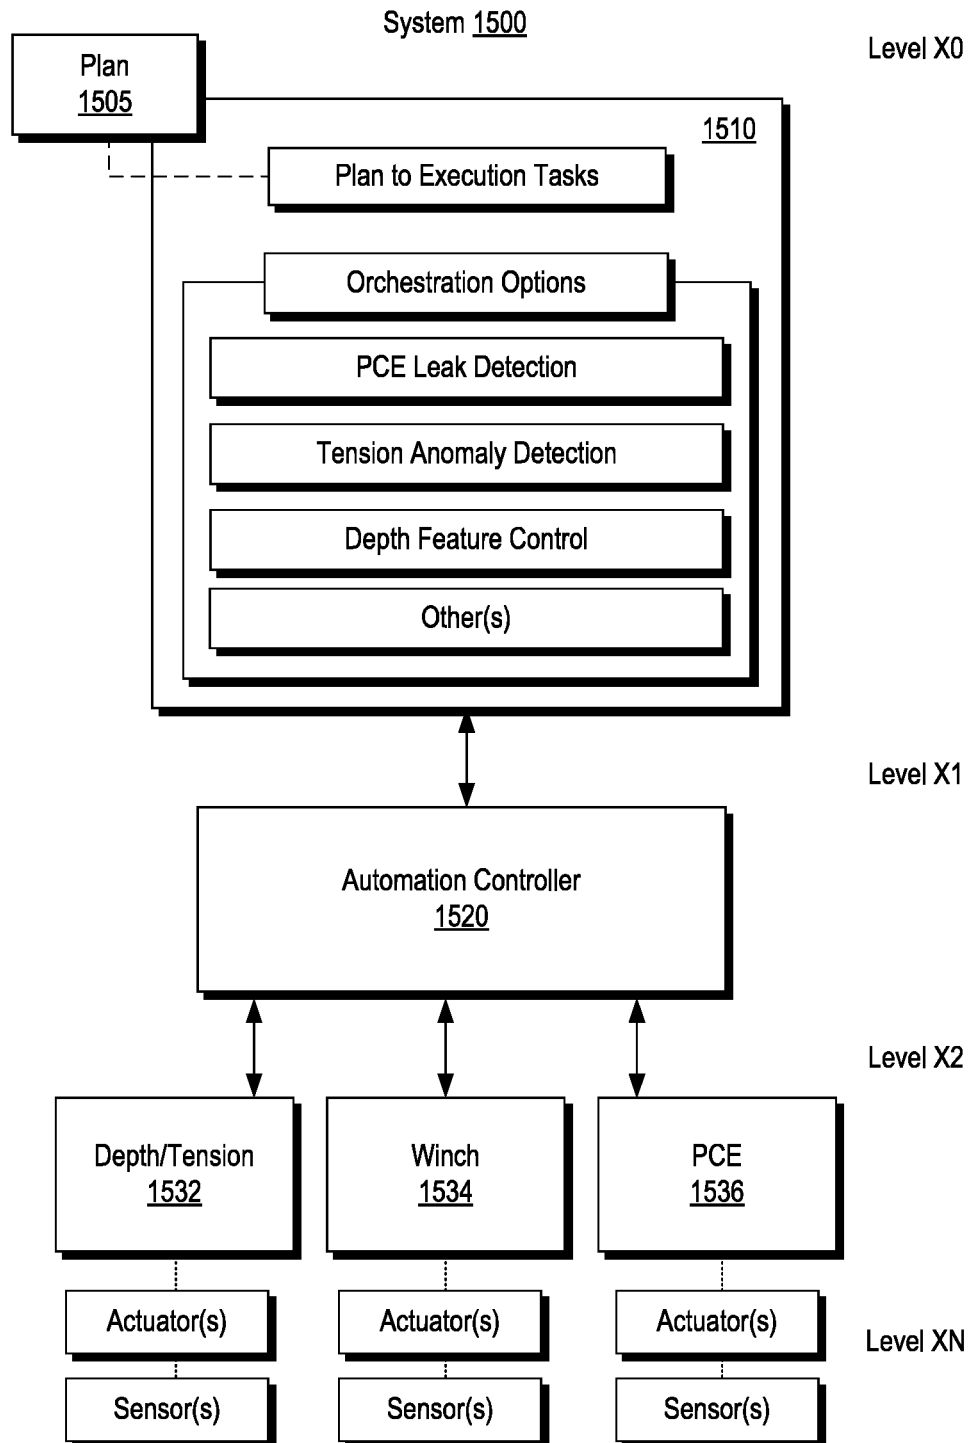 System 1500
Level X0
Plan
1505
1510
Plan to Execution Tasks
Orchestration Options
PCE Leak Detection
Tension Anomaly Detection
Depth Feature Control
Other(s)
Level X1
Automation Controller
1520
Level X2
Depth/Tension
1532
Winch
1534
PCE
1536
Actuator(s)
Actuator(s)
Actuator(s)
Level XN
Sensor(s)
Sensor(s)
Sensor(s)